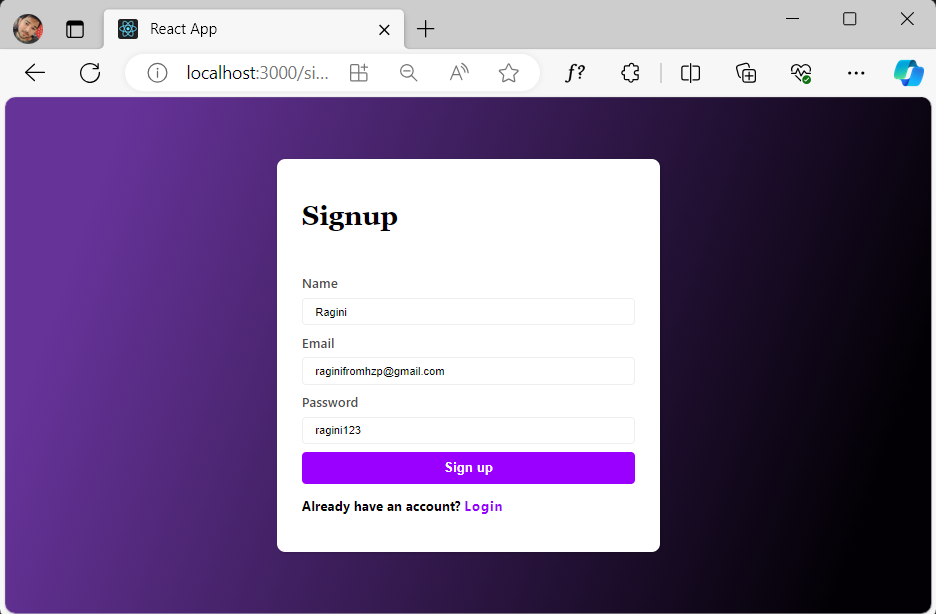 React App
localhost:3000/si...
f?
Signup
Name
Ragini
Email
raginifromhzp@gmail.com
Password
ragini123
Sign up
Already have an account? Login